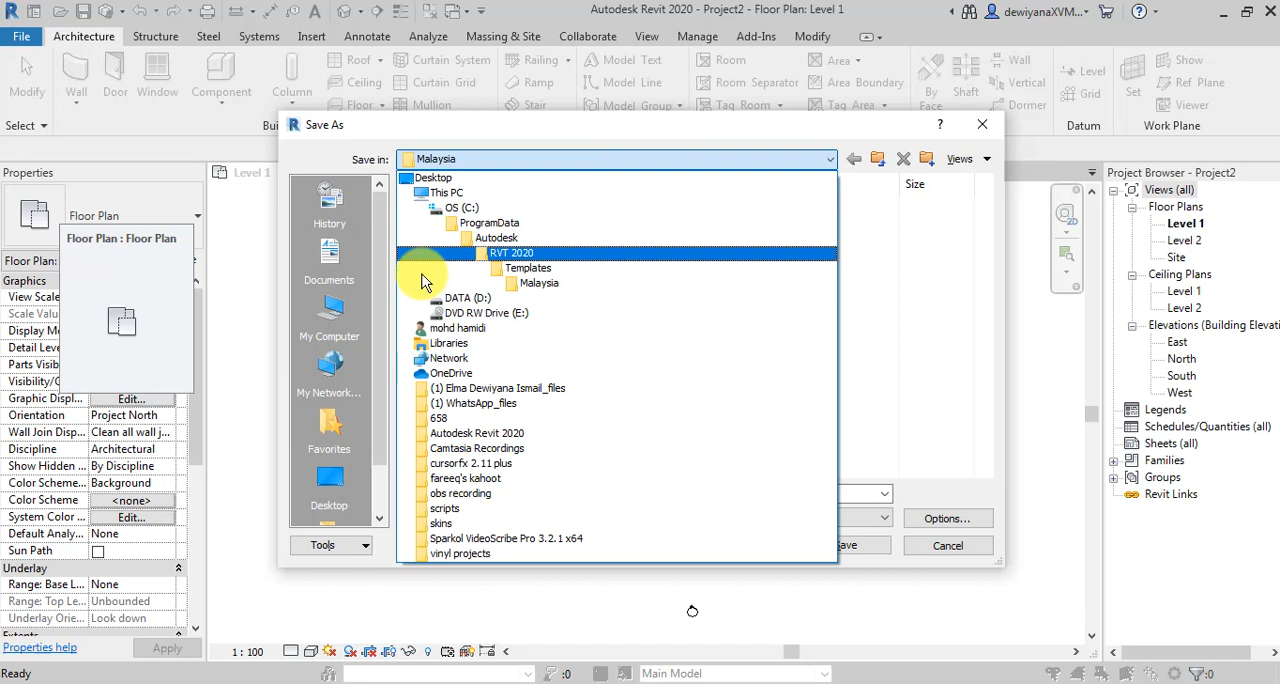 Autodesk Revit 2020 - Project2 - Floor Plan: Level 1
dewiyanaXVM...
File Architecture Structure Steel Systems Insert Annotate Analyze Massing & Site Collaborate View Manage Add-Ins Modify
Modify
Wall
Door
Window
Component
Column
Roof
Ceiling
Floor
Curtain System
Curtain Grid
Mullion
Railing
Ramp
Stair
Model Text
Model Line
Model Group
Room
Room Separator
Tag Room
Area
Area Boundary
Tag Area
By
Face
Shaft
Wall
Vertical
Dormer
Level
Grid
Set
Show
Ref Plane
Viewer
Select
Datum
Work Plane
Save As
Save in:
Malaysia
Views
Desktop
This PC
OS (C:)
ProgramData
Autodesk
RVT 2020
Templates
Malaysia
DATA (D:)
DVD RW Drive (E:)
mohd hamidi
Libraries
Network
OneDrive
(1) Elma Dewiyana Ismail_files
(1) WhatsApp_files
658
Autodesk Revit 2020
Camtasia Recordings
cursorfx 2.11 plus
fareeq's kahoot
obs recording
scripts
skins
Sparkol VideoScribe Pro 3.2.1 x64
vinyl projects
Size
History
Documents
My Computer
My Network...
Favorites
Desktop
Tools
Options...
Cancel
Properties
Floor Plan
Floor Plan : Floor Plan
Floor Plan:
Graphics
View Scale
Scale Valu
Display Mo
Detail Leve
Parts Visib
Visibility/G
Graphic Displ... Edit...
Orientation Project North
Wall Join Disp... Clean all wall j...
Discipline Architectural
Show Hidden ... By Discipline
Color Scheme ... Background
Color Scheme <none>
System Color ... Edit...
Default Analy... None
Sun Path
Underlay
Range: Base L... None
Range: Top Le... Unbounded
Underlay Orie... Look down
Extents
Properties help
Apply
Level 1
Project Browser - Project2
Views (all)
Floor Plans
Level 1
Level 2
Site
Ceiling Plans
Level 1
Level 2
Elevations (Building Elevati
East
North
South
West
Legends
Schedules/Quantities (all)
Sheets (all)
Families
Groups
Revit Links
1 : 100
Ready
:0
Main Model
:0